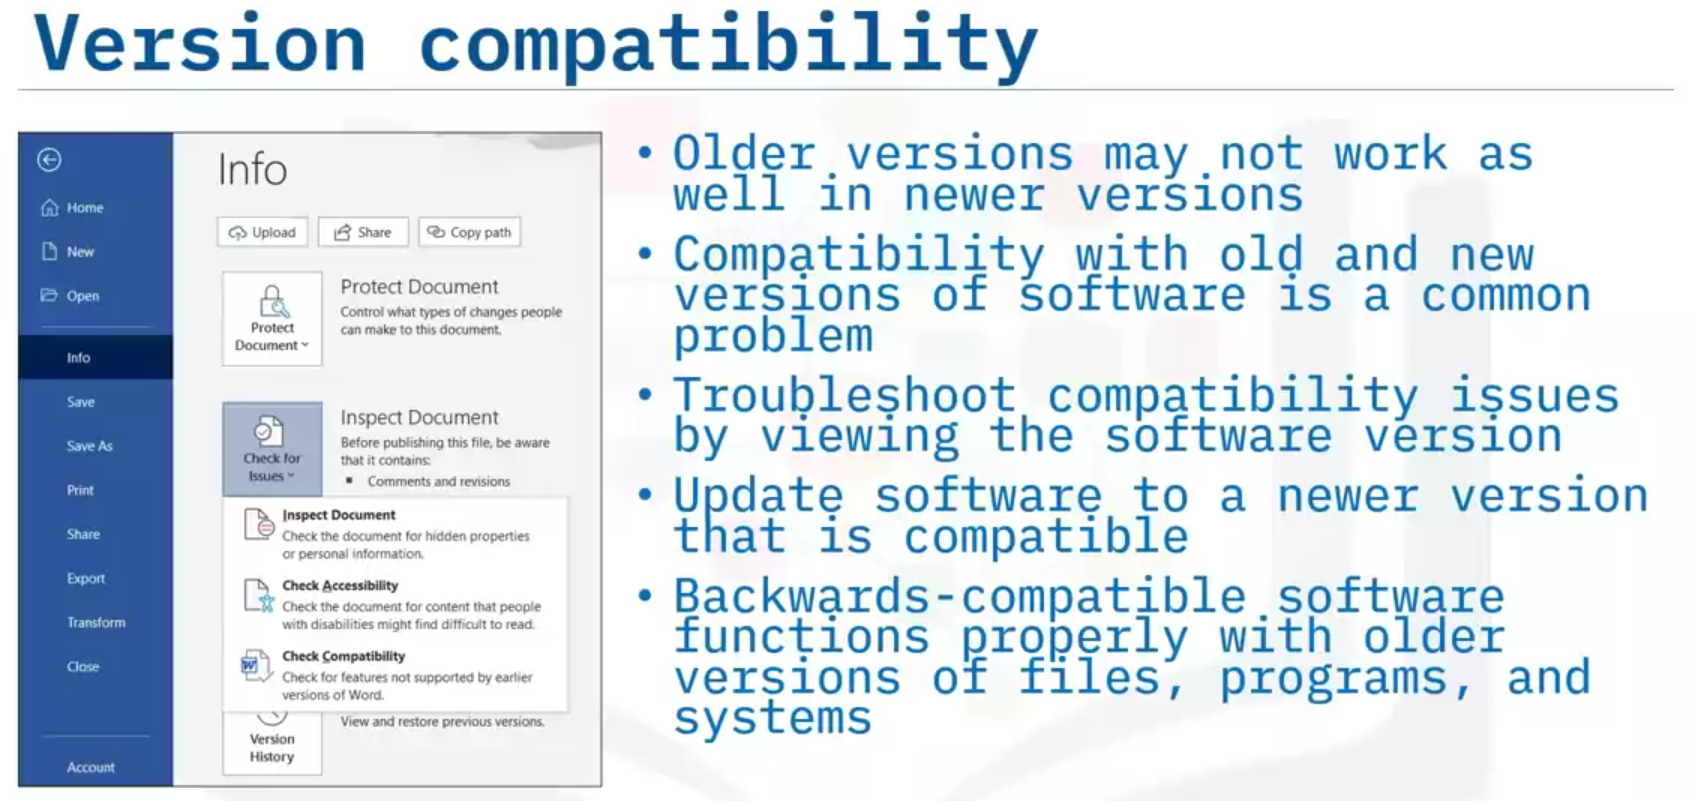 Version compatibility
Info
Home
New
Open
Info
Save
Save As
Print
Share
Export
Transform
Close
Account
Upload
Share
Copy path
Protect
Document
Protect Document
Control what types of changes people
can make to this document.
Check for
Issues
Inspect Document
Before publishing this file, be aware
that it contains:
▪ Comments and revisions
Inspect Document
Check the document for hidden properties
or personal information.
Check Accessibility
Check the document for content that people
with disabilities might find difficult to read.
Check Compatibility
Check for features not supported by earlier
versions of Word.
Version
History
View and restore previous versions.
• Older versions may not work as
well in newer versions
• Compatibility with old and new
versions of software is a common
problem
• Troubleshoot compatibility issues
by viewing the software version
• Update software to a newer version
that is compatible
• Backwards-compatible software
functions properly with older
versions of files, programs, and
systems